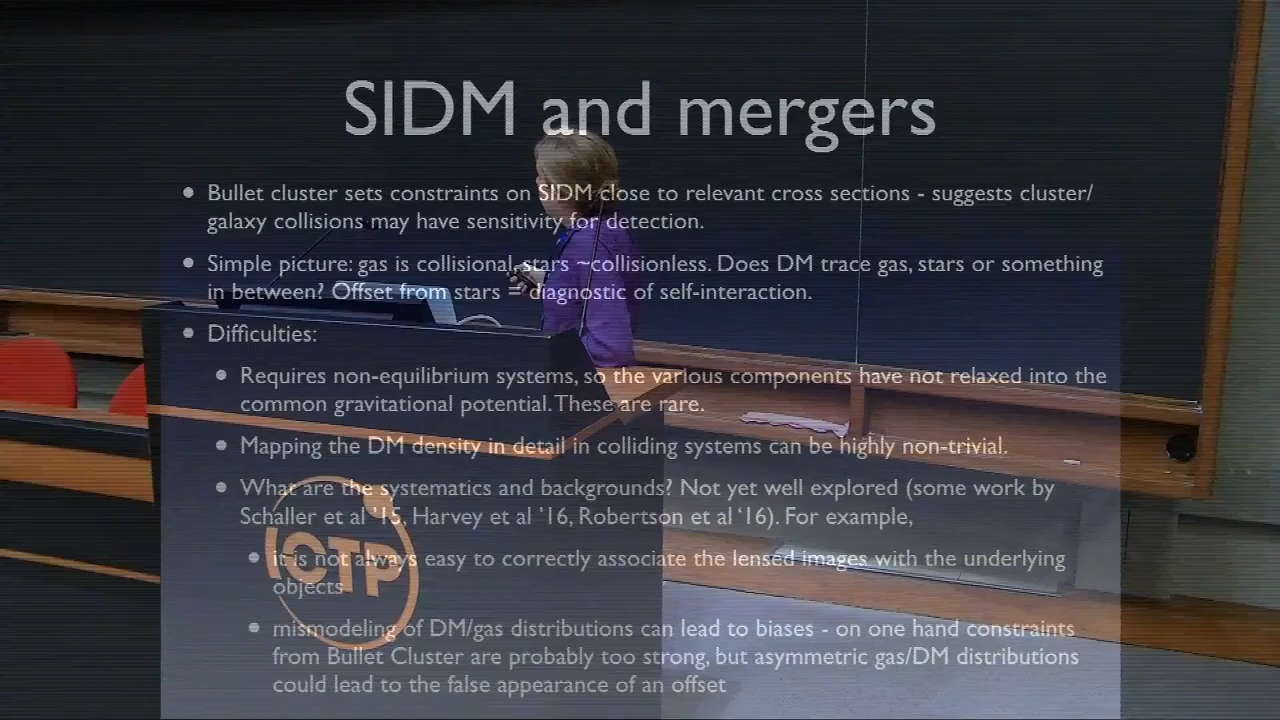 SIDM and mergers
• Bullet cluster sets constraints on SIDM close to relevant cross sections - suggests cluster/
galaxy collisions may have sensitivity for detection.
• Simple picture: gas is collisional, stars ~collisionless. Does DM trace gas, stars or something
in between? Offset from stars = diagnostic of self-interaction.
• Difficulties:
• Requires non-equilibrium systems, so the various components have not relaxed into the
common gravitational potential. These are rare.
• Mapping the DM density in detail in colliding systems can be highly non-trivial.
• What are the systematics and backgrounds? Not yet well explored (some work by
Schaller et al '15, Harvey et al '16, Robertson et al '16). For example,
• it is not always easy to correctly associate the lensed images with the underlying
objects
• mismodeling of DM/gas distributions can lead to biases - on one hand constraints
from Bullet Cluster are probably too strong, but asymmetric gas/DM distributions
could lead to the false appearance of an offset
ICTP